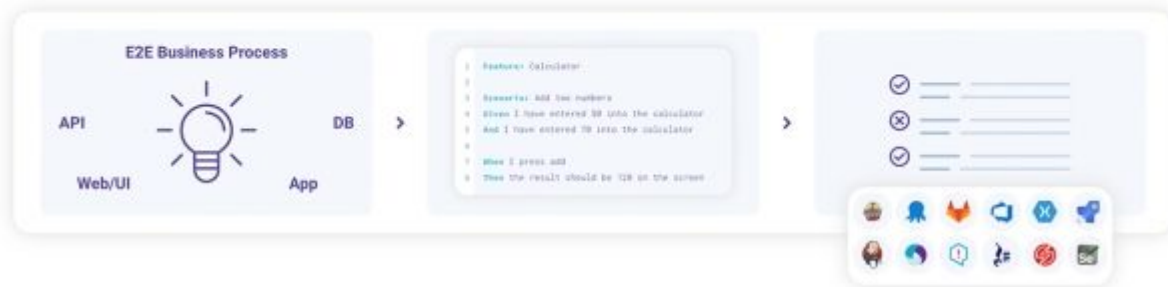 E2E Business Process
API
DB
Web/UI
App
1 Feature: Calculator
2
3 Scenario: Add two numbers
4 Given I have entered 50 into the calculator
5 And I have entered 70 into the calculator
6
7 When I press add
8 Then the result should be 120 on the screen